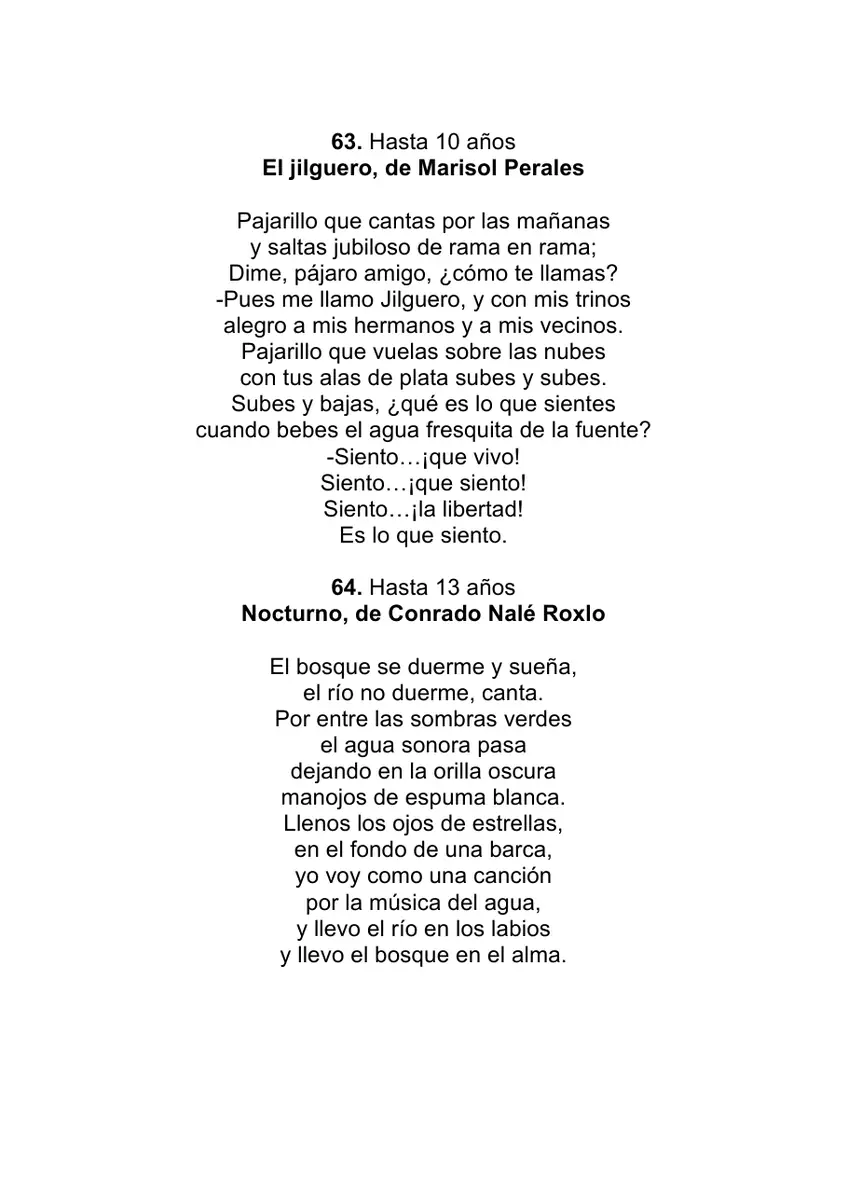 63. Hasta 10 años
El jilguero, de Marisol Perales
Pajarillo que cantas por las mañanas
y saltas jubiloso de rama en rama;
Dime, pájaro amigo, ¿cómo te llamas?
-Pues me llamo Jilguero, y con mis trinos
alegro a mis hermanos y a mis vecinos.
Pajarillo que vuelas sobre las nubes
con tus alas de plata subes y subes.
Subes y bajas, ¿qué es lo que sientes
cuando bebes el agua fresquita de la fuente?
-Siento…¡que vivo!
Siento…¡que siento!
Siento…¡la libertad!
Es lo que siento.
64. Hasta 13 años
Nocturno, de Conrado Nalé Roxlo
El bosque se duerme y sueña,
el río no duerme, canta.
Por entre las sombras verdes
el agua sonora pasa
dejando en la orilla oscura
manojos de espuma blanca.
Llenos los ojos de estrellas,
en el fondo de una barca,
yo voy como una canción
por la música del agua,
y llevo el río en los labios
y llevo el bosque en el alma.